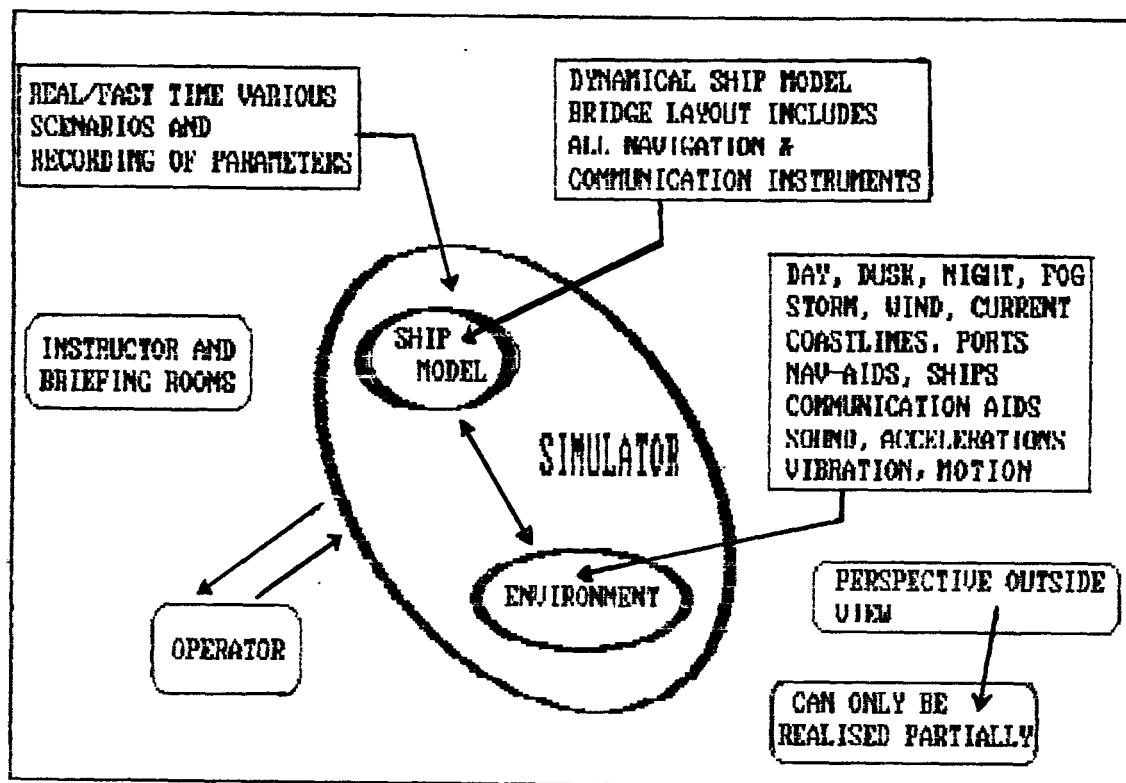 REAL/FAST TIME VARIOUS
SCENARIOS AND
RECORDING OF PARAMETERS
DYNAMICAL SHIP MODEL
BRIDGE LAYOUT INCLUDES
ALL NAVIGATION &
COMMUNICATION INSTRUMENTS
DAY, DUSK, NIGHT, FOG
STORM, WIND, CURRENT
COASTLINES, PORTS
NAV-AIDS, SHIPS
COMMUNICATION AIDS
SOUND, ACCELERATIONS
VIBRATION, MOTION
INSTRUCTOR AND
BRIEFING ROOMS
SHIP
MODEL
SIMULATOR
ENVIRONMENT
OPERATOR
PERSPECTIVE OUTSIDE
VIEW
CAN ONLY BE
REALISED PARTIALLY